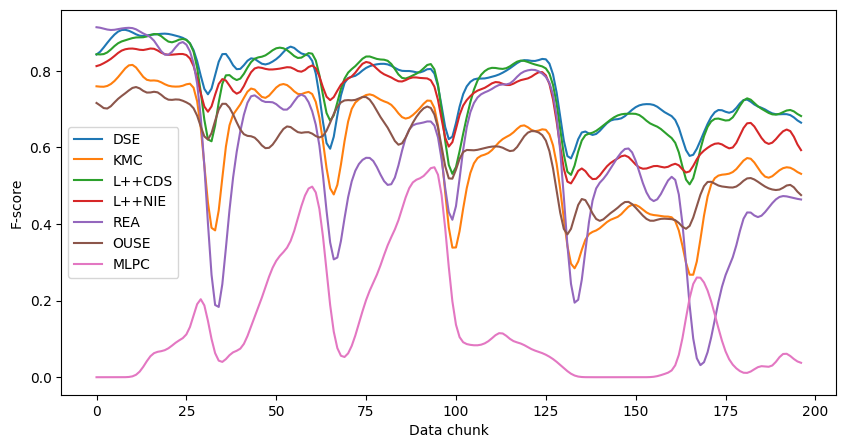 0.8
0.6
0.4
0.2
0.0
F-score
DSE
KMC
L++CDS
L++NIE
REA
OUSE
MLPC
0 25 50 75 100 125 150 175 200
Data chunk